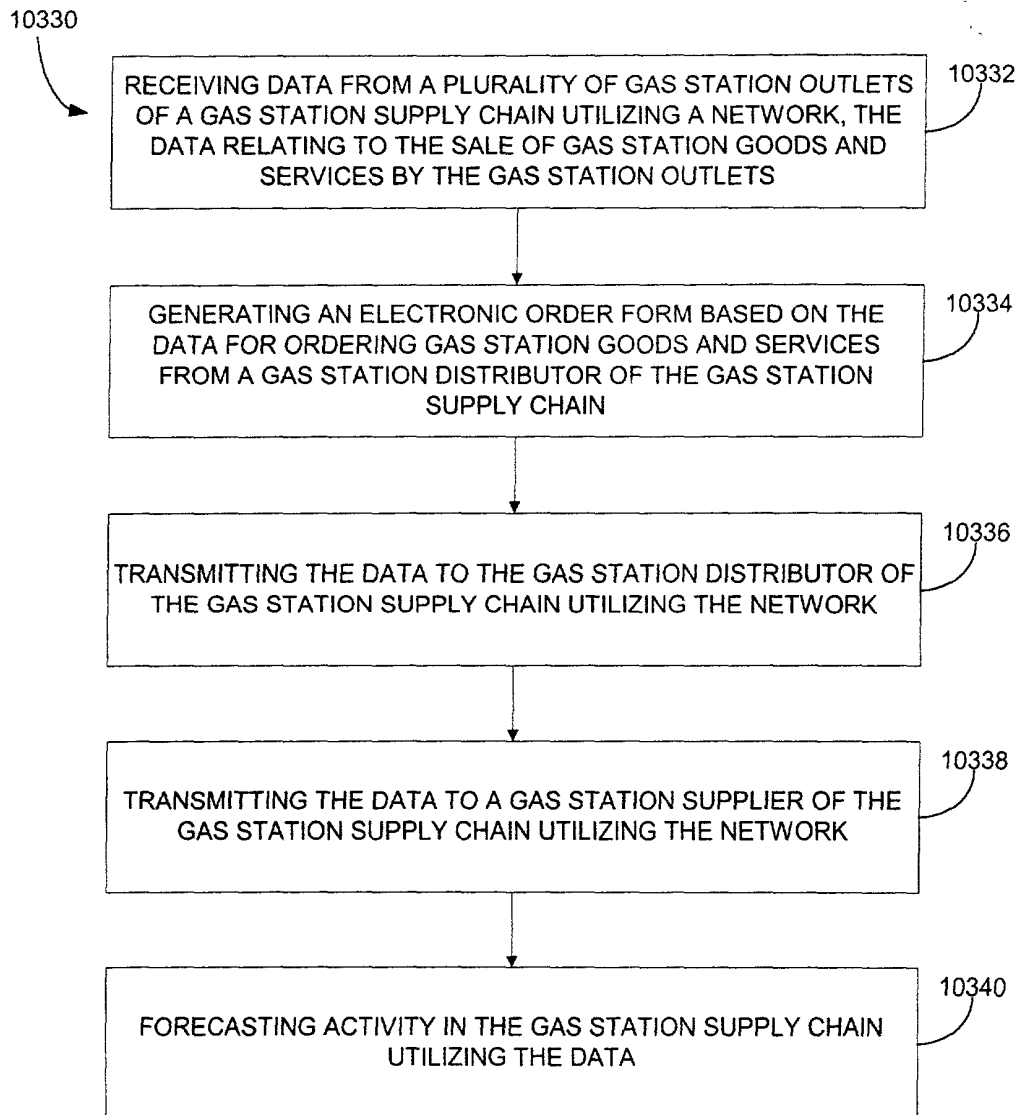 10330
RECEIVING DATA FROM A PLURALITY OF GAS STATION OUTLETS
OF A GAS STATION SUPPLY CHAIN UTILIZING A NETWORK, THE
DATA RELATING TO THE SALE OF GAS STATION GOODS AND
SERVICES BY THE GAS STATION OUTLETS
10332
GENERATING AN ELECTRONIC ORDER FORM BASED ON THE
DATA FOR ORDERING GAS STATION GOODS AND SERVICES
FROM A GAS STATION DISTRIBUTOR OF THE GAS STATION
SUPPLY CHAIN
10334
TRANSMITTING THE DATA TO THE GAS STATION DISTRIBUTOR OF
THE GAS STATION SUPPLY CHAIN UTILIZING THE NETWORK
10336
TRANSMITTING THE DATA TO A GAS STATION SUPPLIER OF THE
GAS STATION SUPPLY CHAIN UTILIZING THE NETWORK
10338
FORECASTING ACTIVITY IN THE GAS STATION SUPPLY CHAIN
UTILIZING THE DATA
10340